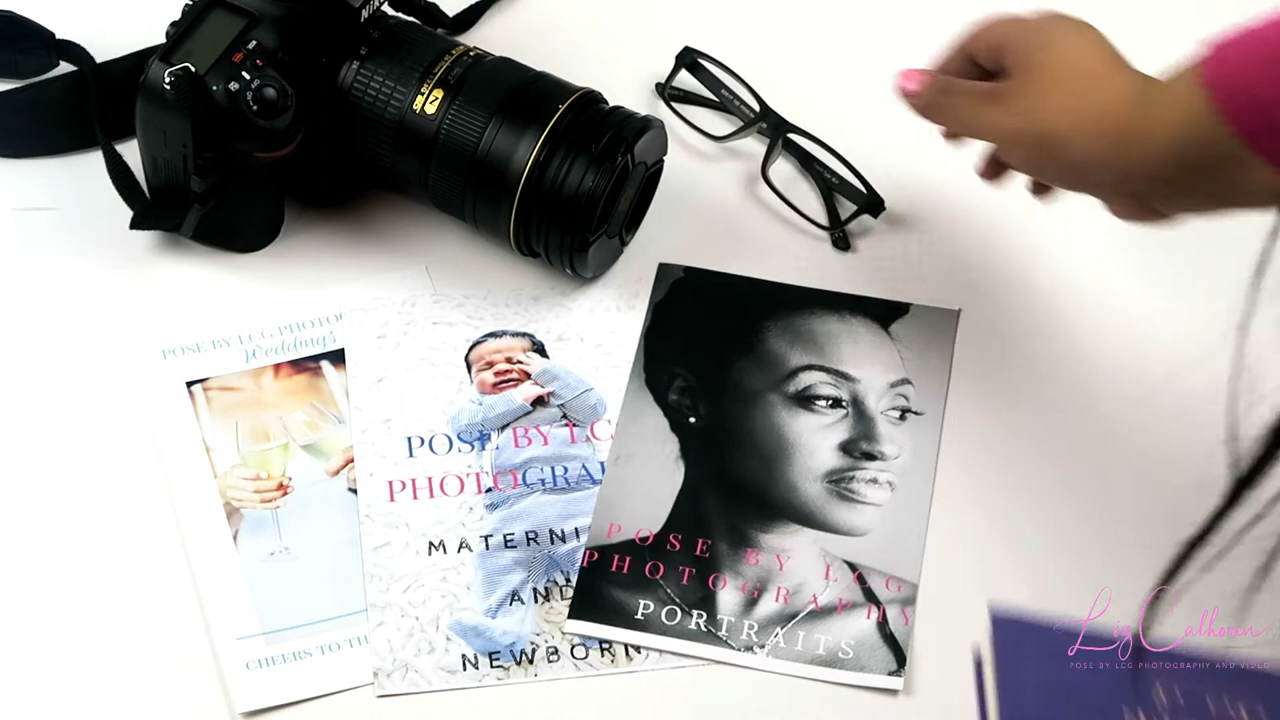 Nik
N
POSE BY LCG PHOTO
Weddings
CHEERS TO TH
POSE BY LC
PHOTOGRA
MATERNI
AND
NEWBORN
POSE BY LCG
PHOTOGRAPHY
PORTRAITS
Liz Calhoun
POSE BY LCG PHOTOGRAPHY AND VIDEO